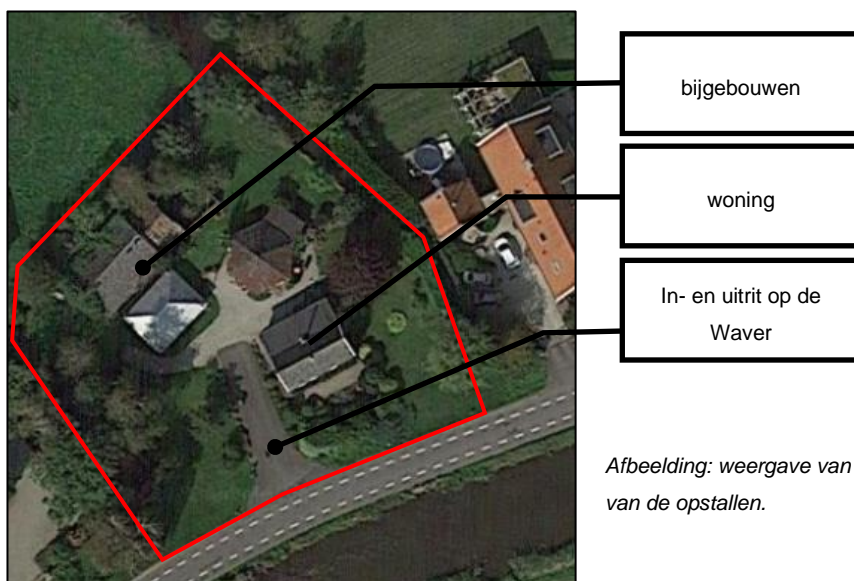 bijgebouwen
woning
In- en uitrit op de
Waver
Afbeelding: weergave van
van de opstallen.